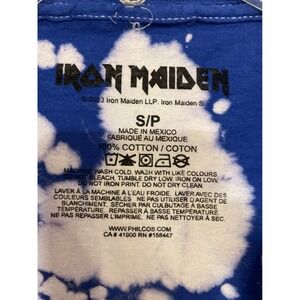 IRON MAIDEN
© 2023 Iron Maiden LLP. Iron Maiden ®
S/P
MADE IN MEXICO
FABRIQUÉ AU MEXIQUE
100% COTTON / COTON
MACHINE WASH COLD. WASH WITH LIKE COLOURS.
DO NOT BLEACH. TUMBLE DRY LOW. IRON ON LOW.
DO NOT IRON PRINT. DO NOT DRY CLEAN.
LAVER À LA MACHINE À L'EAU FROIDE. LAVER AVEC DES
COULEURS SEMBLABLES. NE PAS UTILISER D'AGENT DE
BLANCHIMENT. SÉCHER PAR CULBUTAGE À BASSE
TEMPÉRATURE. REPASSER À BASSE TEMPÉRATURE.
NE PAS REPASSER L'IMPRIMÉ. NE PAS NETTOYER À SEC.
WWW.PHILCOS.COM
CA # 41900 RN #158447